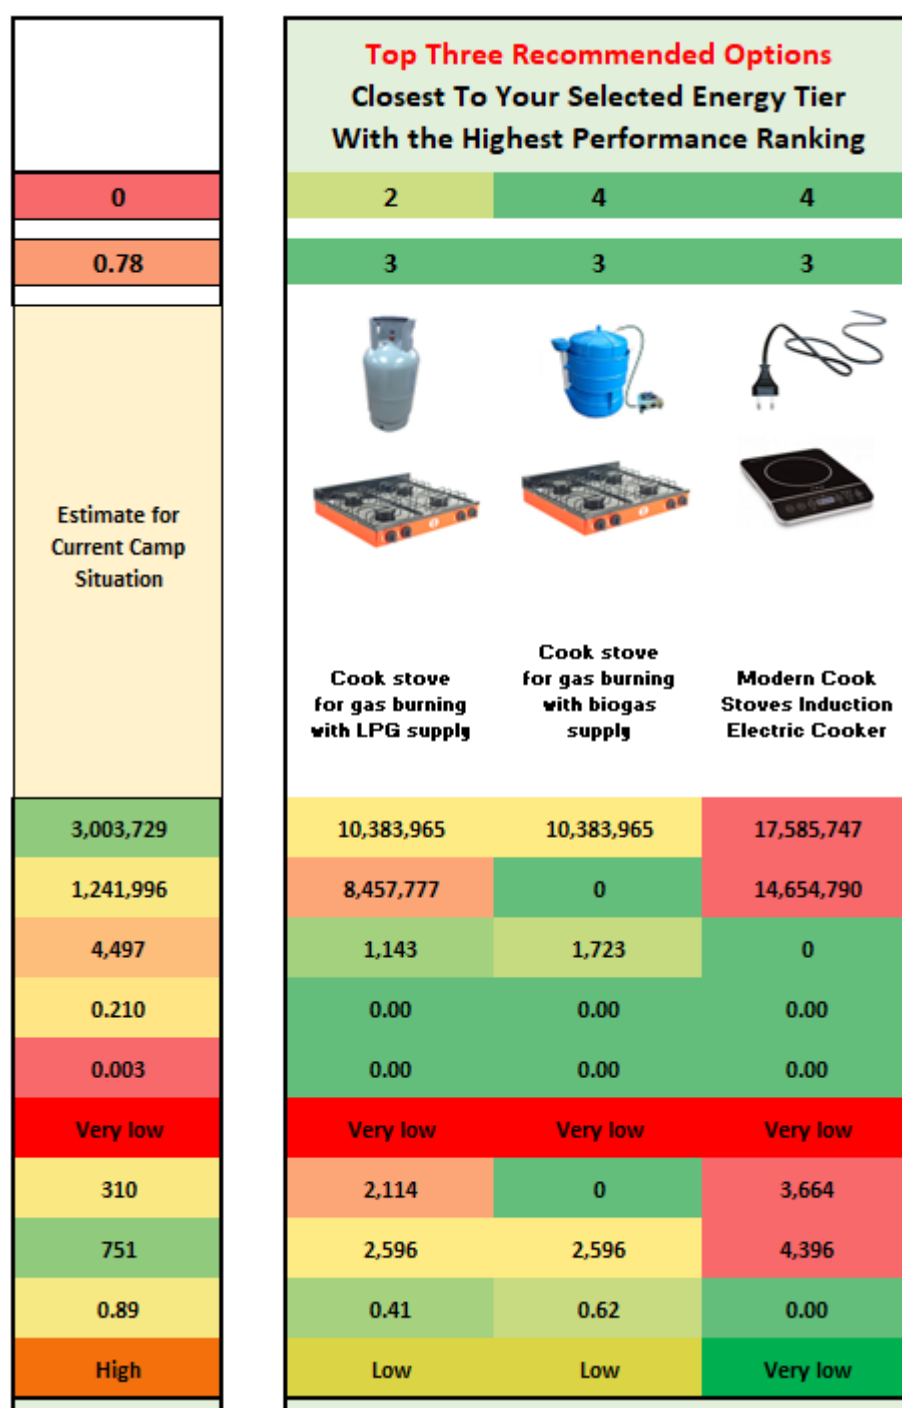 Top Three Recommended Options
Closest To Your Selected Energy Tier
With the Highest Performance Ranking
0 2 4 4
0.78 3 3 3
Estimate for
Current Camp
Situation
Cook stove
for gas burning
with LPG supply
Cook stove
for gas burning
with biogas
supply
Modern Cook
Stoves Induction
Electric Cooker
3,003,729 10,383,965 10,383,965 17,585,747
1,241,996 8,457,777 0 14,654,790
4,497 1,143 1,723 0
0.210 0.00 0.00 0.00
0.003 0.00 0.00 0.00
Very low Very low Very low Very low
310 2,114 0 3,664
751 2,596 2,596 4,396
0.89 0.41 0.62 0.00
High Low Low Very low